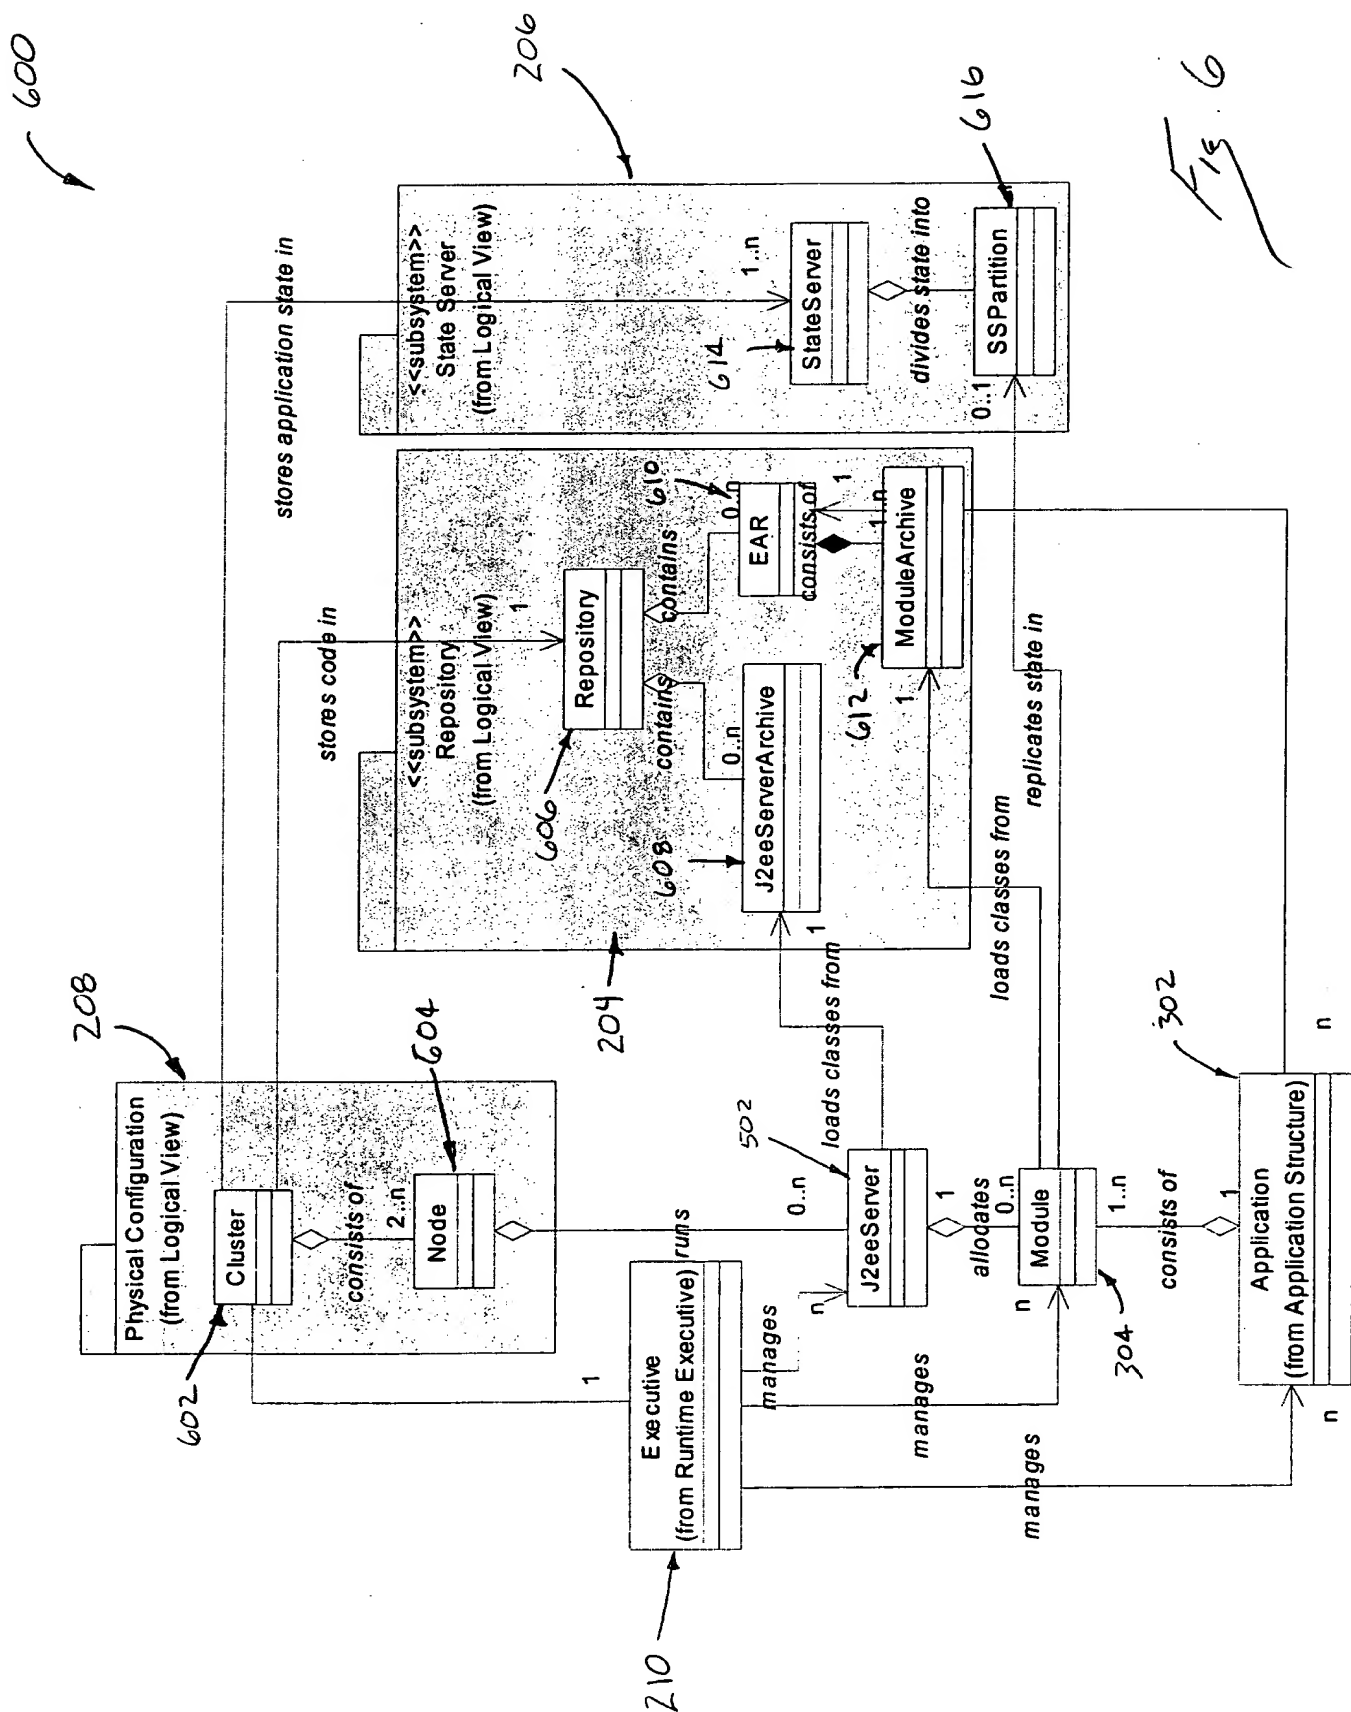 600
208
Physical Configuration
(from Logical View)
602
Cluster
consists of
2..n
Node
604
stores application state in
stores code in
206
<<subsystem>>
State Server
(from Logical View)
1..n
614
StateServer
divides state into
0..1
SSPartition
616
<<subsystem>>
Repository
(from Logical View)
1
606
Repository
contains
contains
610
0..n
EAR
consists of
1
1..n
608
0..n
J2eeServerArchive
1
612
ModuleArchive
1
204
210
Executive
(from Runtime Executive)
1
runs
0..n
502
loads classes from
manages
n
J2eeServer
1
allocates
0..n
manages
n
Module
304
1..n
loads classes from
replicates state in
consists of
1
manages
n
Application
(from Application Structure)
302
n
Fig. 6